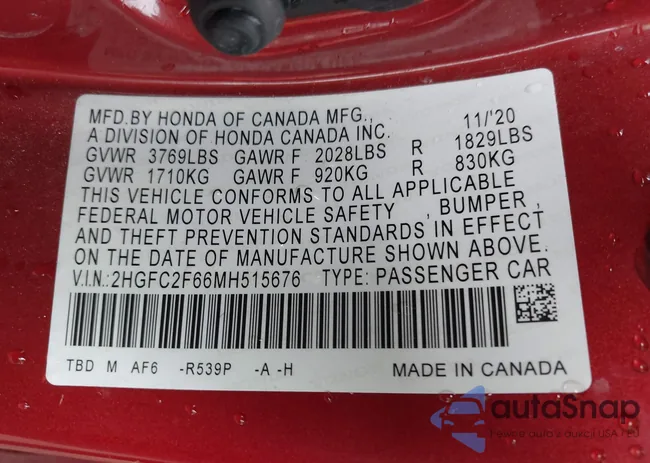 MFD.BY HONDA OF CANADA MFG., 11/'20
A DIVISION OF HONDA CANADA INC.
GVWR 3769LBS GAWR F 2028LBS R 1829LBS
GVWR 1710KG GAWR F 920KG R 830KG
THIS VEHICLE CONFORMS TO ALL APPLICABLE
FEDERAL MOTOR VEHICLE SAFETY , BUMPER ,
AND THEFT PREVENTION STANDARDS IN EFFECT
ON THE DATE OF MANUFACTURE SHOWN ABOVE.
V.I.N.:2HGFC2F66MH515676 TYPE: PASSENGER CAR
TBD M AF6 -R539P -A -H MADE IN CANADA
autaSnap